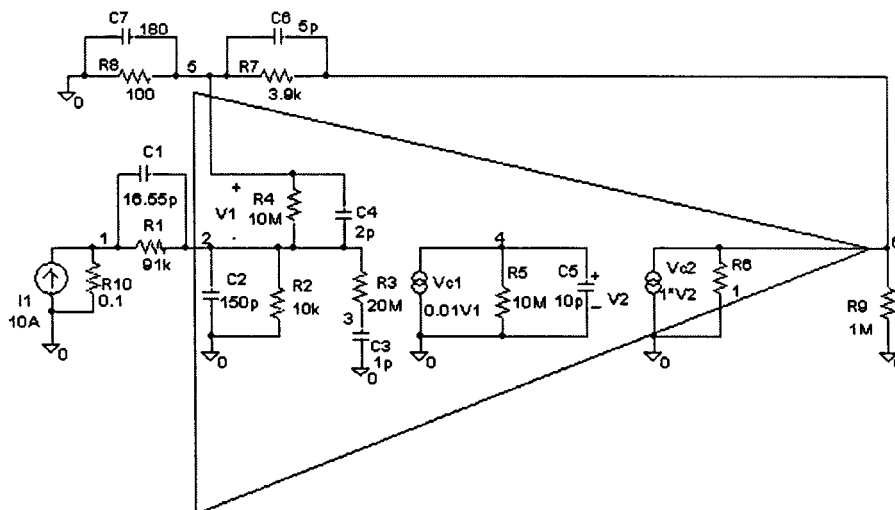 C7
180
C6
5p
R8
100
5
R7
3.9k
0
C1
16.55p
R1
91k
1
2
+
V1
-
R4
10M
C4
2p
I1
10A
R10
0.1
0
C2
150p
0
R2
10k
R3
20M
3
C3
1p
0
4
Vc1
0.01V1
0
R5
10M
C5
10p
+
_
V2
Vc2
1*V2
0
R6
1
6
R9
1M
0